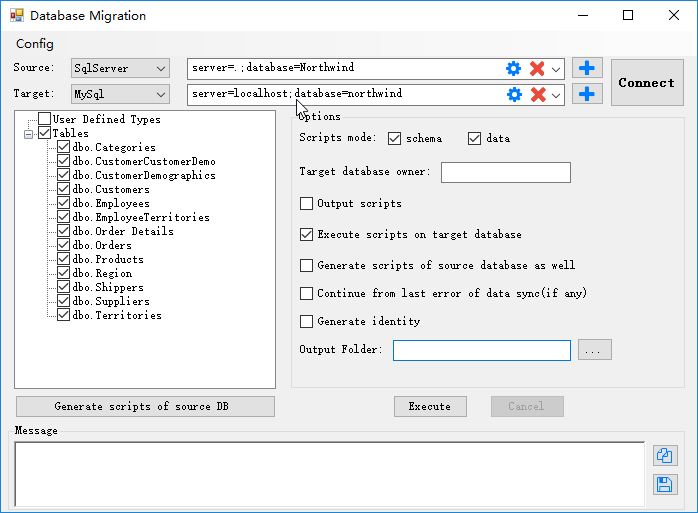 Database Migration
Config
Source: SqlServer server=.;database=Northwind
Target: MySql server=localhost;database=northwind
Connect
User Defined Types
Tables
dbo.Categories
dbo.CustomerCustomerDemo
dbo.CustomerDemographics
dbo.Customers
dbo.Employees
dbo.EmployeeTerritories
dbo.Order Details
dbo.Orders
dbo.Products
dbo.Region
dbo.Shippers
dbo.Suppliers
dbo.Territories
Options
Scripts mode: schema data
Target database owner:
Output scripts
Execute scripts on target database
Generate scripts of source database as well
Continue from last error of data sync(if any)
Generate identity
Output Folder: ...
Generate scripts of source DB
Execute
Cancel
Message